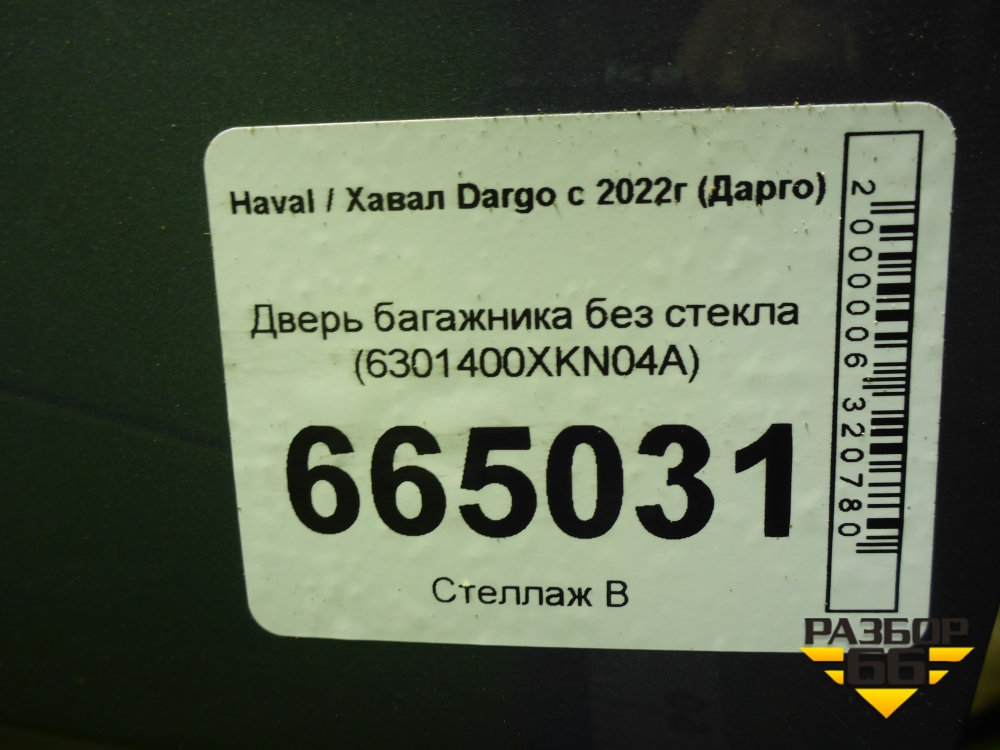 Haval / Хавал Dargo с 2022г (Дарго)
Дверь багажника без стекла
(6301400XKN04A)
665031
Стеллаж В
2000006320780
РАЗБОР
66